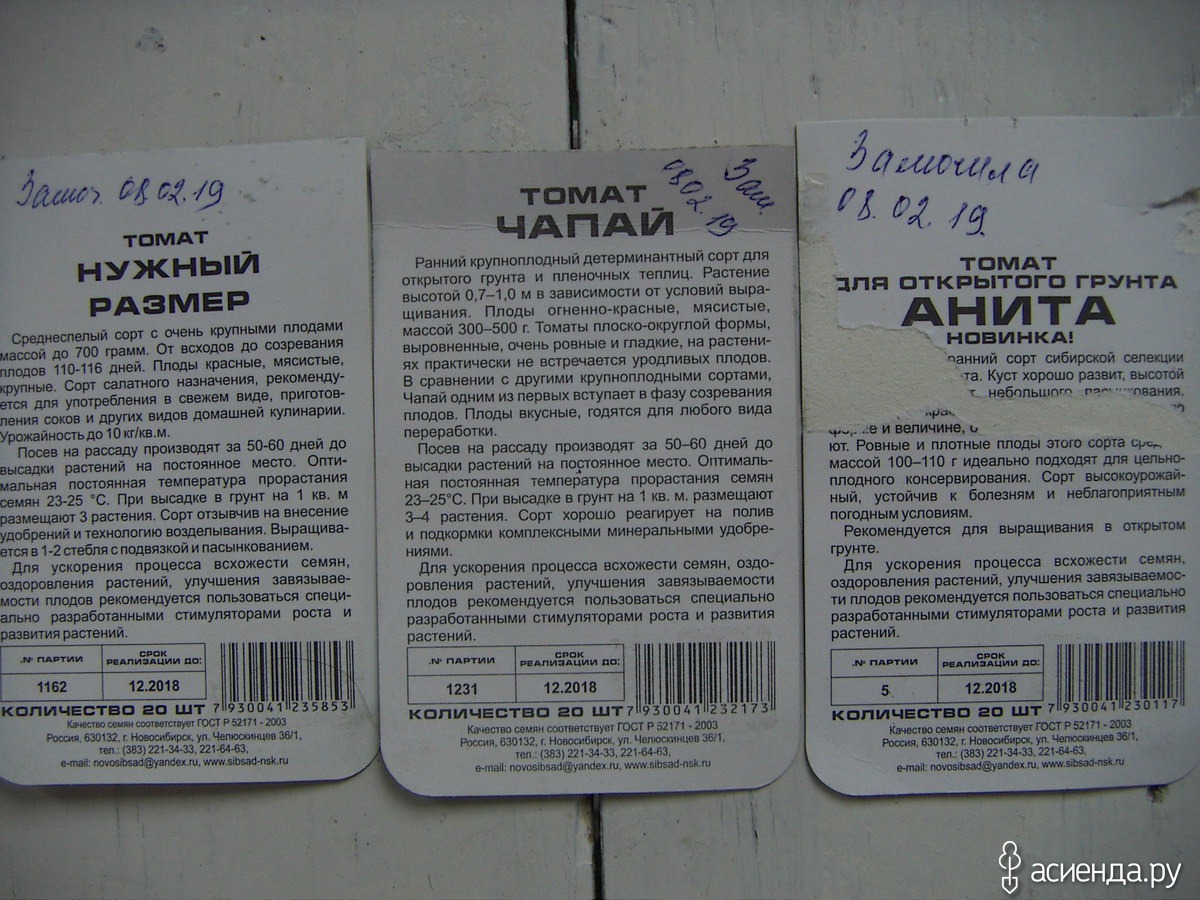 Замоч. 08.02.19
ТОМАТ
НУЖНЫЙ
РАЗМЕР
Среднеспелый сорт с очень крупными плодами
массой до 700 грамм. От всходов до созревания
плодов 110-116 дней. Плоды красные, мясистые,
крупные. Сорт салатного назначения, рекоменду-
ется для употребления в свежем виде, приготов-
ления соков и других видов домашней кулинарии.
Урожайность до 10 кг/кв.м.
Посев на рассаду производят за 50-60 дней до
высадки растений на постоянное место. Опти-
мальная постоянная температура прорастания
семян 23-25 °С. При высадке в грунт на 1 кв. м
размещают 3 растения. Сорт отзывчив на внесение
удобрений и технологию возделывания. Выращива-
ется в 1-2 стебля с подвязкой и пасынкованием.
Для ускорения процесса всхожести семян,
оздоровления растений, улучшения завязывае-
мости плодов рекомендуется пользоваться специ-
ально разработанными стимуляторами роста и
развития растений.
.№ ПАРТИИ
СРОК
РЕАЛИЗАЦИИ ДО:
1162
12.2018
КОЛИЧЕСТВО 20 ШТ
7 930041 235853
Качество семян соответствует ГОСТ Р 52171 - 2003
Россия, 630132, г. Новосибирск, ул. Челюскинцев 36/1,
тел.: (383) 221-34-33, 221-64-63,
e-mail: novosibsad@yandex.ru, www.sibsad-nsk.ru
Зам.
08.02.19
ТОМАТ
ЧАПАЙ
Ранний крупноплодный детерминантный сорт для
открытого грунта и пленочных теплиц. Растение
высотой 0,7–1,0 м в зависимости от условий выра-
щивания. Плоды огненно-красные, мясистые,
массой 300–500 г. Томаты плоско-округлой формы,
выровненные, очень ровные и гладкие, на растени-
ях практически не встречается уродливых плодов.
В сравнении с другими крупноплодными сортами,
Чапай одним из первых вступает в фазу созревания
плодов. Плоды вкусные, годятся для любого вида
переработки.
Посев на рассаду производят за 50–60 дней до
высадки растений на постоянное место. Оптималь-
ная постоянная температура прорастания семян
23–25°С. При высадке в грунт на 1 кв. м. размещают
3–4 растения. Сорт хорошо реагирует на полив
и подкормки комплексными минеральными удобре-
ниями.
Для ускорения процесса всхожести семян, оздо-
ровления растений, улучшения завязываемости
плодов рекомендуется пользоваться специально
разработанными стимуляторами роста и развития
растений.
.№ ПАРТИИ
СРОК
РЕАЛИЗАЦИИ ДО:
1231
12.2018
КОЛИЧЕСТВО 20 ШТ
7 930041 232173
Качество семян соответствует ГОСТ Р 52171 - 2003
Россия, 630132, г. Новосибирск, ул. Челюскинцев 36/1,
тел.: (383) 221-34-33, 221-64-63,
e-mail: novosibsad@yandex.ru, www.sibsad-nsk.ru
Замочила
08.02.19.
ТОМАТ
ДЛЯ ОТКРЫТОГО ГРУНТА
АНИТА
НОВИНКА!
ранний сорт сибирской селекции
Куст хорошо развит, высотой
небольшого пасынкования.
и величине,
ют. Ровные и плотные плоды этого сорта
массой 100–110 г идеально подходят для цельно-
плодного консервирования. Сорт высокоурожай-
ный, устойчив к болезням и неблагоприятным
погодным условиям.
Рекомендуется для выращивания в открытом
грунте.
Для ускорения процесса всхожести семян,
оздоровления растений, улучшения завязываемос-
ти плодов рекомендуется пользоваться специально
разработанными стимуляторами роста и развития
растений.
.№ ПАРТИИ
СРОК
РЕАЛИЗАЦИИ ДО:
5
12.2018
КОЛИЧЕСТВО 20 ШТ
7 930041 230117
Качество семян соответствует ГОСТ Р 52171 - 2003
Россия, 630132, г. Новосибирск, ул. Челюскинцев 36/1,
тел.: (383) 221-34-33, 221-64-63,
e-mail: novosibsad@yandex.ru, www.sibsad-nsk.ru
асиенда.ру